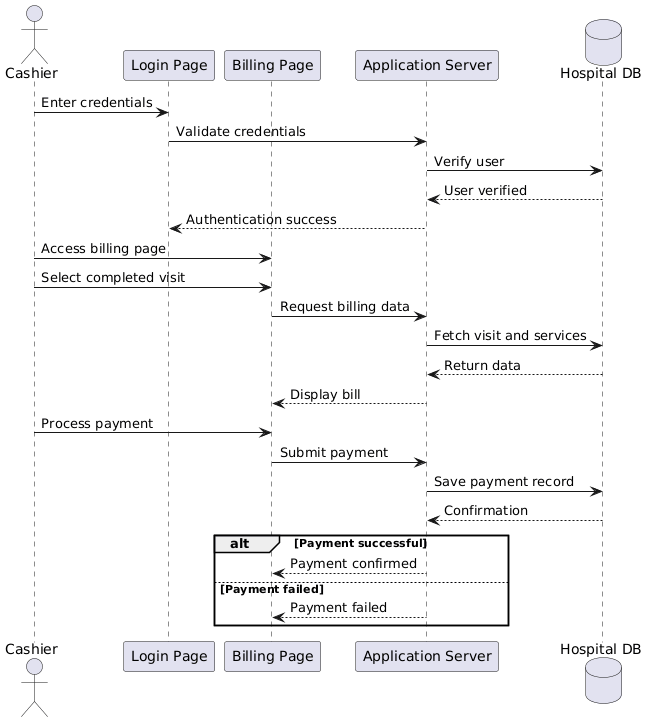 Cashier
Login Page
Billing Page
Application Server
Hospital DB
Enter credentials
Validate credentials
Verify user
User verified
Authentication success
Access billing page
Select completed visit
Request billing data
Fetch visit and services
Return data
Display bill
Process payment
Submit payment
Save payment record
Confirmation
alt [Payment successful]
Payment confirmed
[Payment failed]
Payment failed
Cashier
Login Page
Billing Page
Application Server
Hospital DB